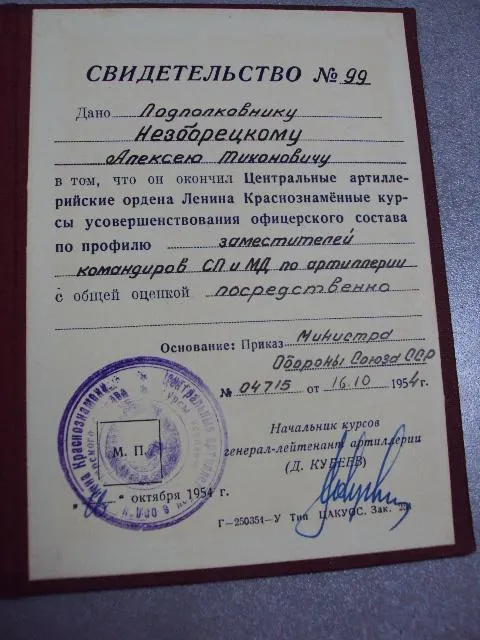 СВИДЕТЕЛЬСТВО № 99
Дано Подполковнику
Незборецкому
Алексею Тихоновичу
в том, что он окончил Центральные артилле-
рийские ордена Ленина Краснознамённые кур-
сы усовершенствования офицерского состава
по профилю заместителей
командиров СП и МД по артиллерии
с общей оценкой посредственно
Основание: Приказ Министра
Обороны Союза ССР
№ 04715 от 16.10 1954 г.
Начальник курсов
генерал-лейтенант артиллерии
(Д. КУБЕЕВ)
М. П.
октября 1954 г.
Г—250351—У Тип ЦАКУОС. Зак.